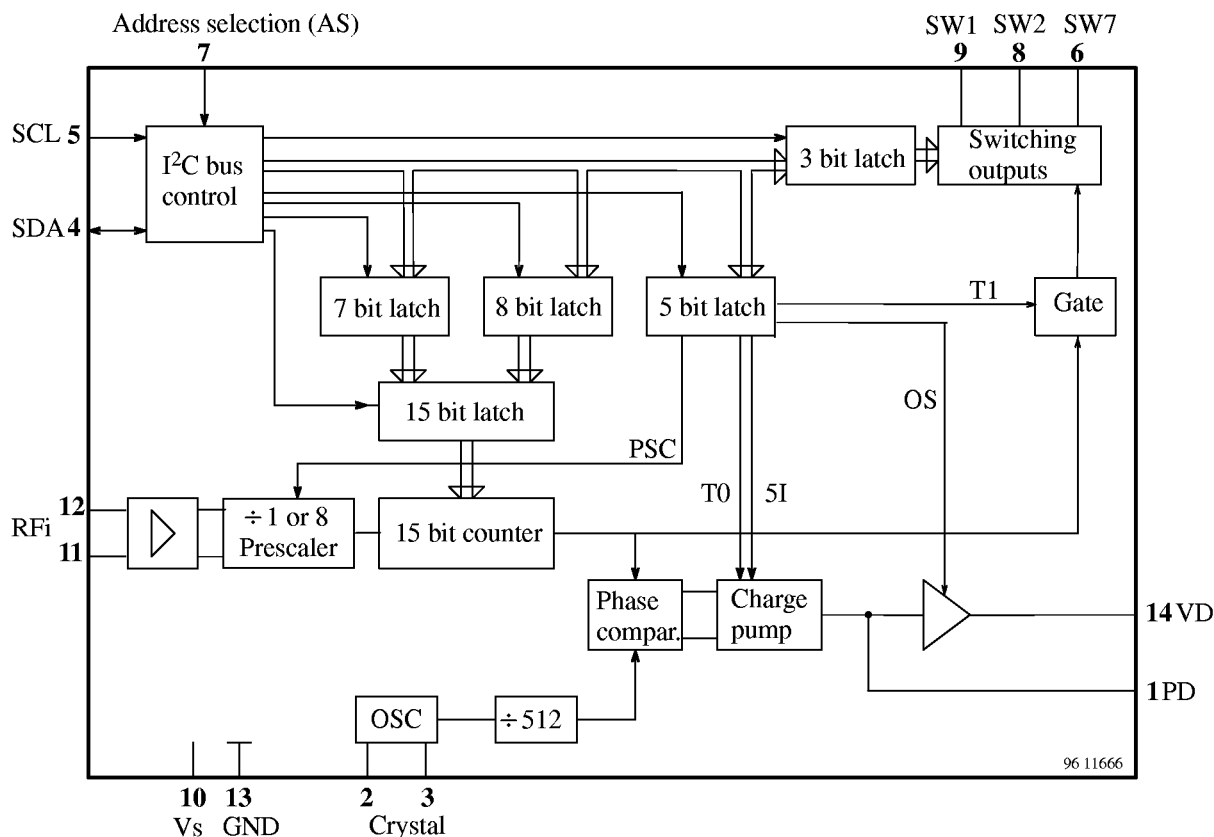 Address selection (AS)
7
SW1 SW2 SW7
9 8 6
SCL 5
I²C bus
control
3 bit latch
Switching
outputs
SDA 4
7 bit latch
8 bit latch
5 bit latch
T1
Gate
15 bit latch
OS
PSC
T0
5I
12
RFi
11
÷ 1 or 8
Prescaler
15 bit counter
Phase
compar.
Charge
pump
14 VD
1 PD
OSC
÷ 512
96 11666
10 13 2 3
Vs GND Crystal